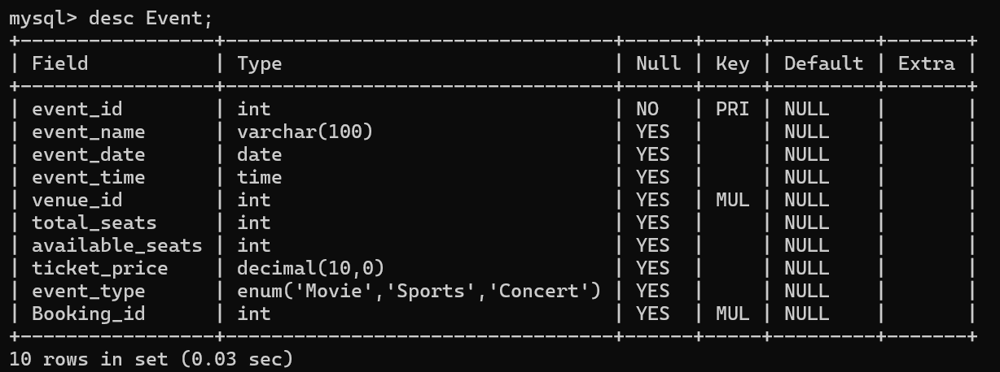 mysql> desc Event;
+-----------------+----------------------------------+------+-----+---------+-------+
| Field           | Type                             | Null | Key | Default | Extra |
+-----------------+----------------------------------+------+-----+---------+-------+
| event_id        | int                              | NO   | PRI | NULL    |       |
| event_name      | varchar(100)                     | YES  |     | NULL    |       |
| event_date      | date                             | YES  |     | NULL    |       |
| event_time      | time                             | YES  |     | NULL    |       |
| venue_id        | int                              | YES  | MUL | NULL    |       |
| total_seats     | int                              | YES  |     | NULL    |       |
| available_seats | int                              | YES  |     | NULL    |       |
| ticket_price    | decimal(10,0)                    | YES  |     | NULL    |       |
| event_type      | enum('Movie','Sports','Concert') | YES  |     | NULL    |       |
| Booking_id      | int                              | YES  | MUL | NULL    |       |
+-----------------+----------------------------------+------+-----+---------+-------+
10 rows in set (0.03 sec)